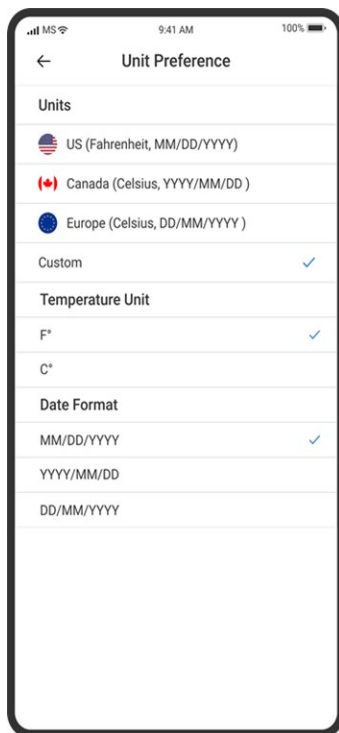 MS 9:41 AM 100%
Unit Preference
Units
US (Fahrenheit, MM/DD/YYYY)
Canada (Celsius, YYYY/MM/DD )
Europe (Celsius, DD/MM/YYYY )
Custom
Temperature Unit
F°
C°
Date Format
MM/DD/YYYY
YYYY/MM/DD
DD/MM/YYYY